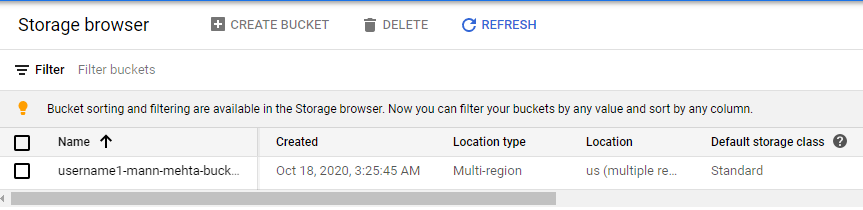 Storage browser CREATE BUCKET DELETE REFRESH
Filter Filter buckets
Bucket sorting and filtering are available in the Storage browser. Now you can filter your buckets by any value and sort by any column.
Name Created Location type Location Default storage class ?
username1-mann-mehta-buck... Oct 18, 2020, 3:25:45 AM Multi-region us (multiple re... Standard